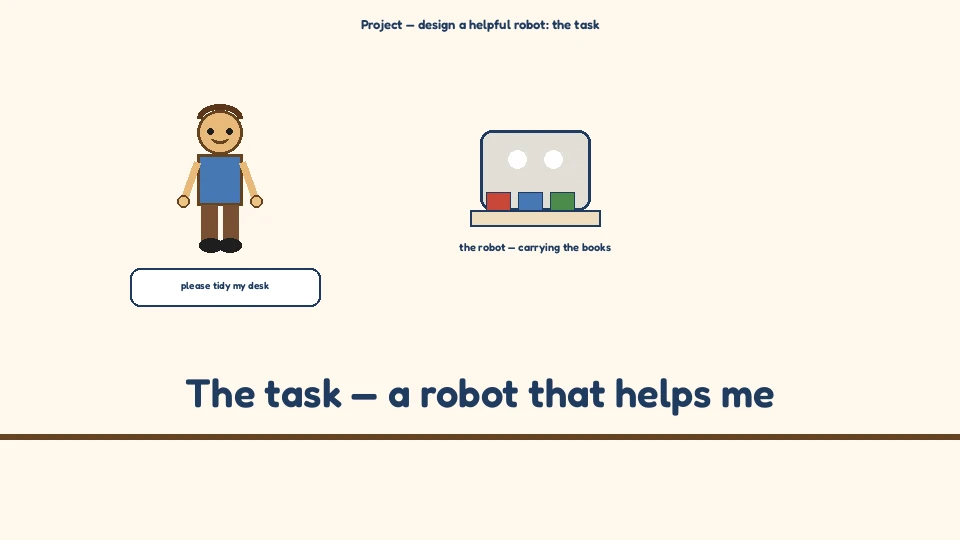 Project — design a helpful robot: the task
the robot — carrying the books
please tidy my desk
The task — a robot that helps me